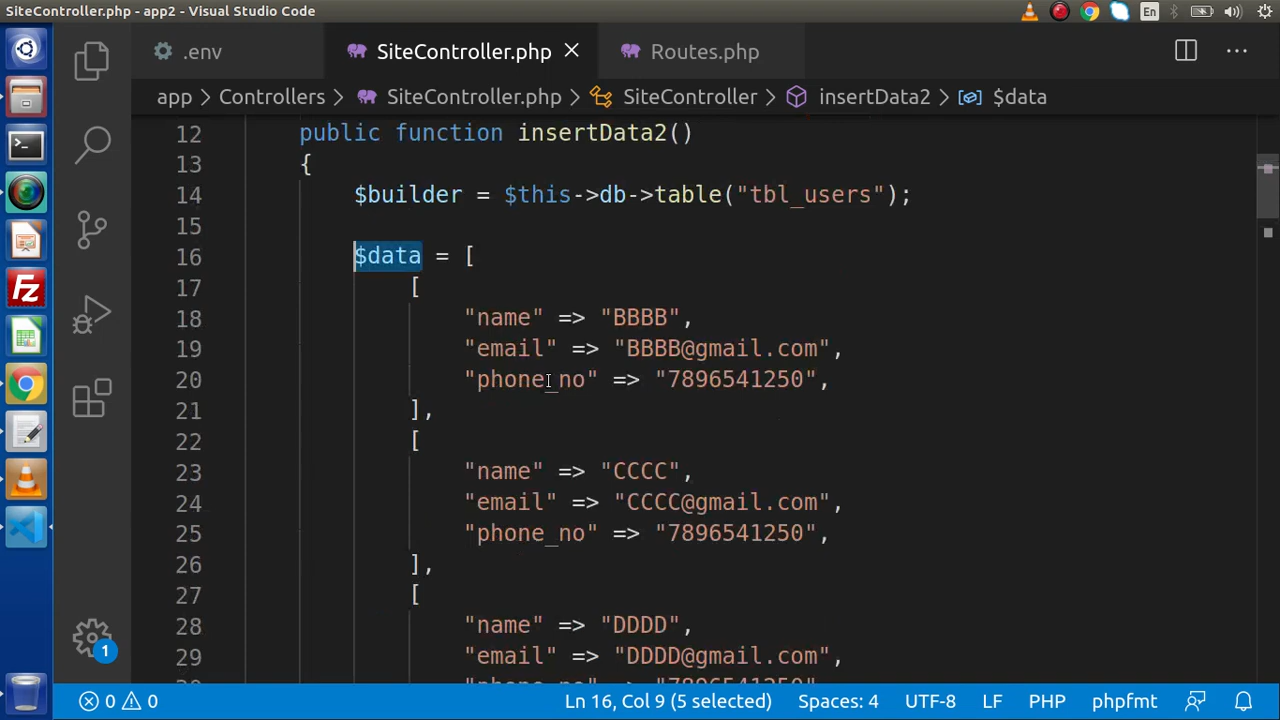 SiteController.php - app2 - Visual Studio Code
En
.env
SiteController.php
Routes.php
app > Controllers > SiteController.php > SiteController > insertData2 > $data
12 public function insertData2()
13 {
14 $builder = $this->db->table("tbl_users");
15
16 $data = [
17 [
18 "name" => "BBBB",
19 "email" => "BBBB@gmail.com",
20 "phone_no" => "7896541250",
21 ],
22 [
23 "name" => "CCCC",
24 "email" => "CCCC@gmail.com",
25 "phone_no" => "7896541250",
26 ],
27 [
28 "name" => "DDDD",
29 "email" => "DDDD@gmail.com",
1
0 0 Ln 16, Col 9 (5 selected) Spaces: 4 UTF-8 LF PHP phpfmt